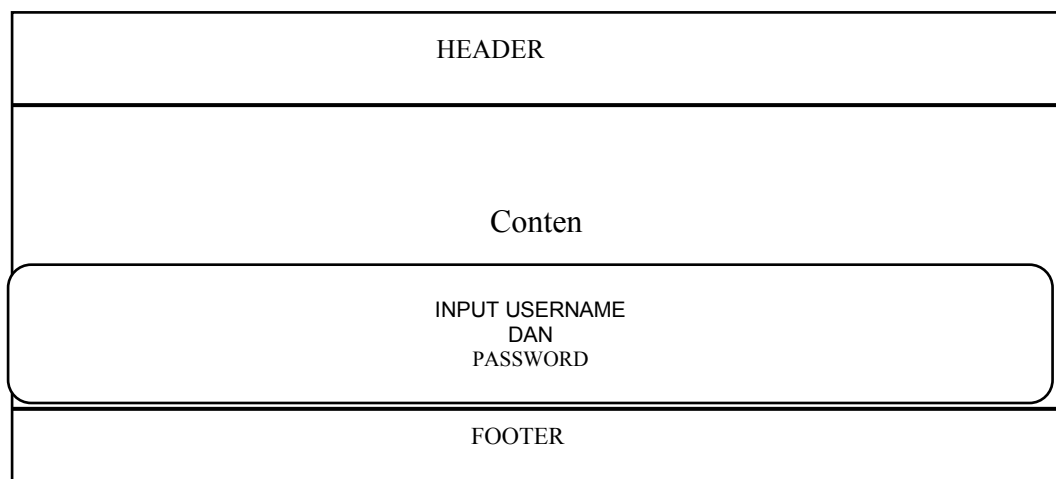 HEADER
Conten
INPUT USERNAME
DAN
PASSWORD
FOOTER